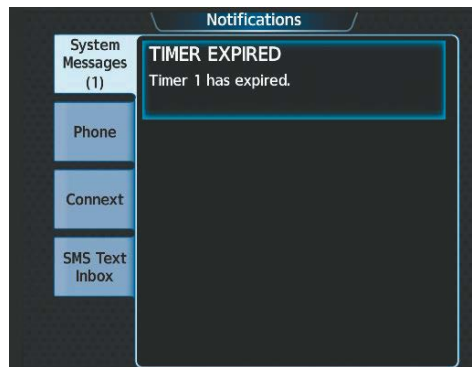 Notifications
System
Messages
(1)
TIMER EXPIRED
Timer 1 has expired.
Phone
Connext
SMS Text
Inbox